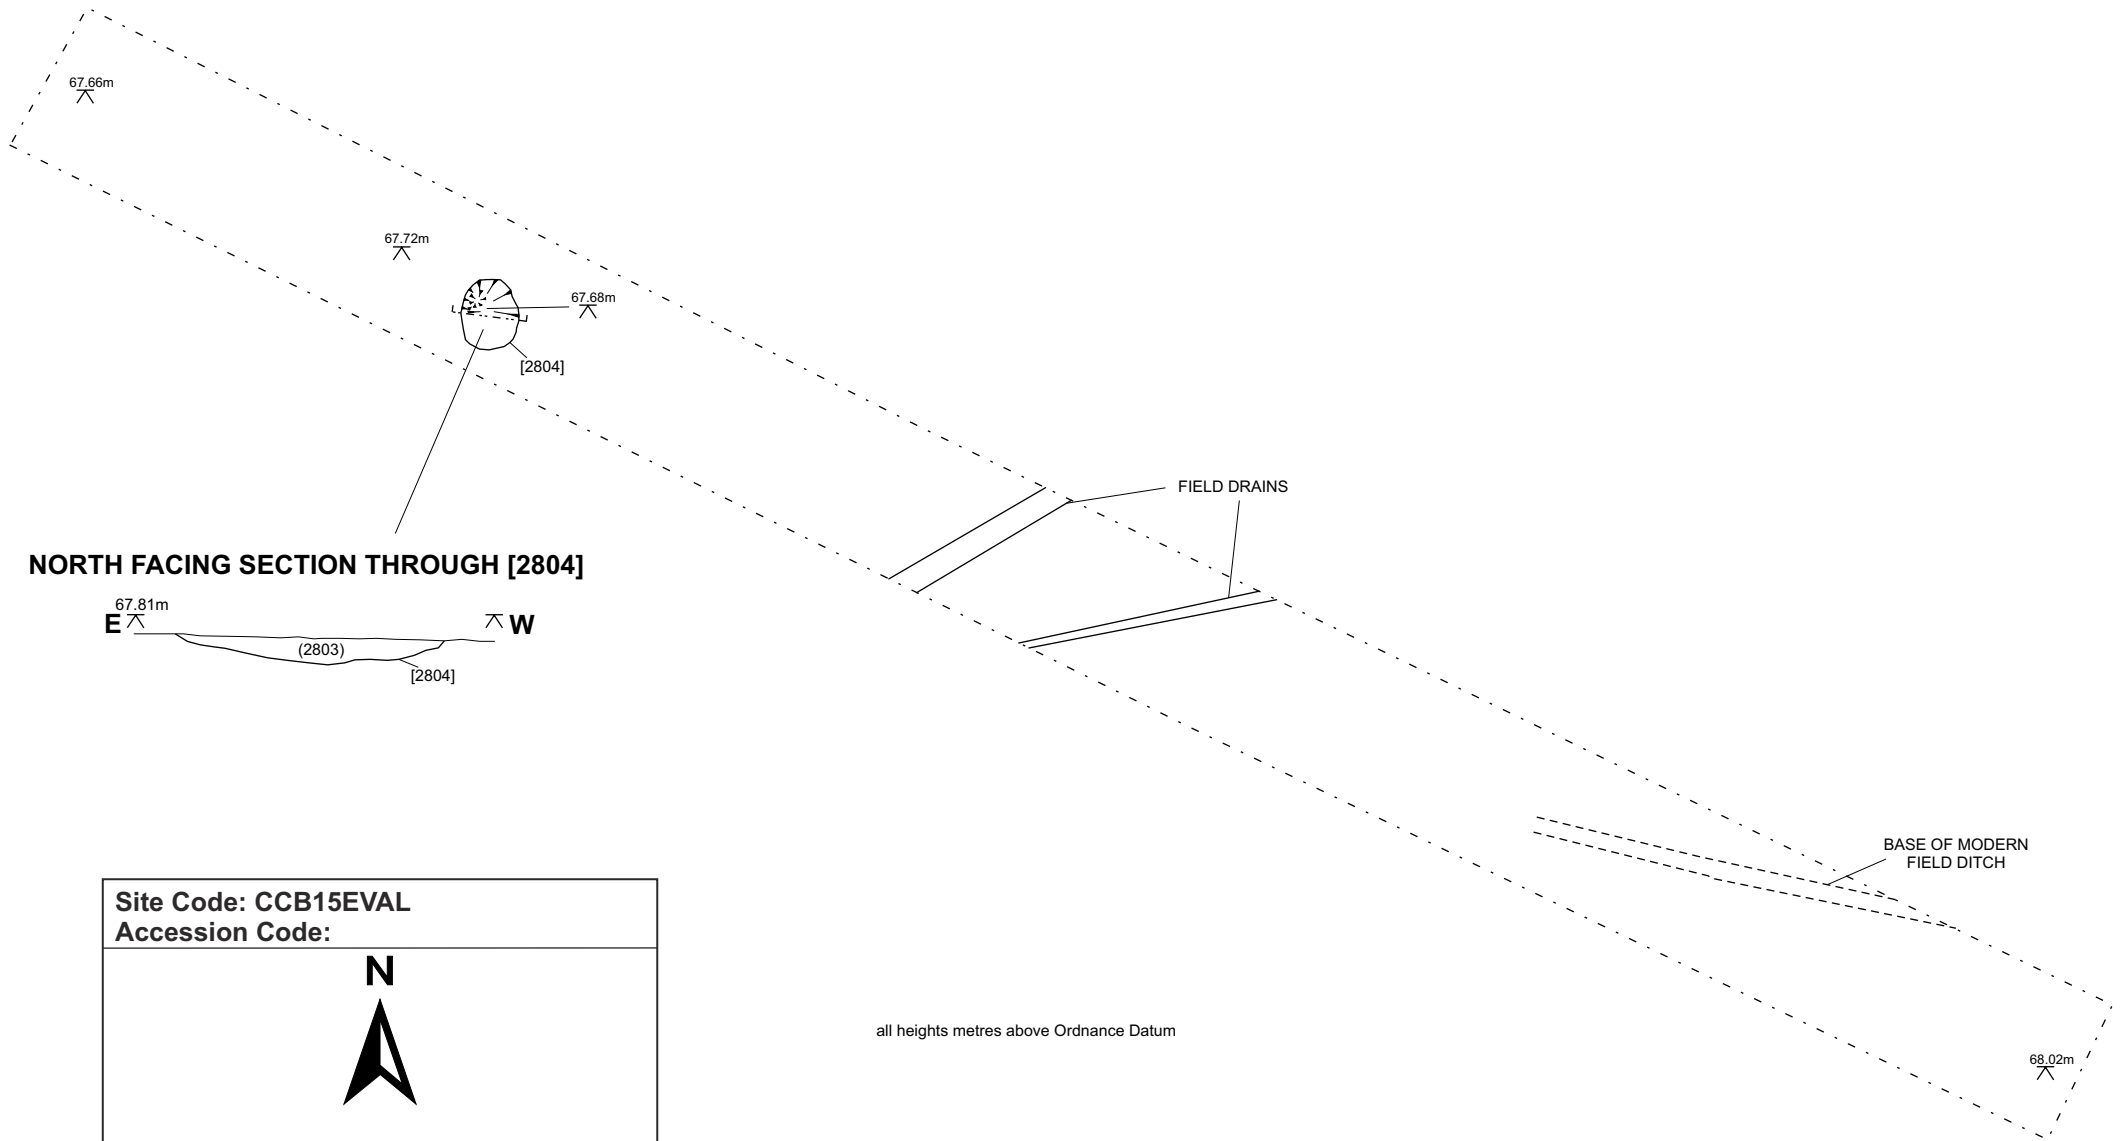 67.66m
67.72m
67.68m
[2804]
FIELD DRAINS
NORTH FACING SECTION THROUGH [2804]
67.81m
E
W
(2803)
[2804]
BASE OF MODERN
FIELD DITCH
Site Code: CCB15EVAL
Accession Code:
N
all heights metres above Ordnance Datum
68.02m